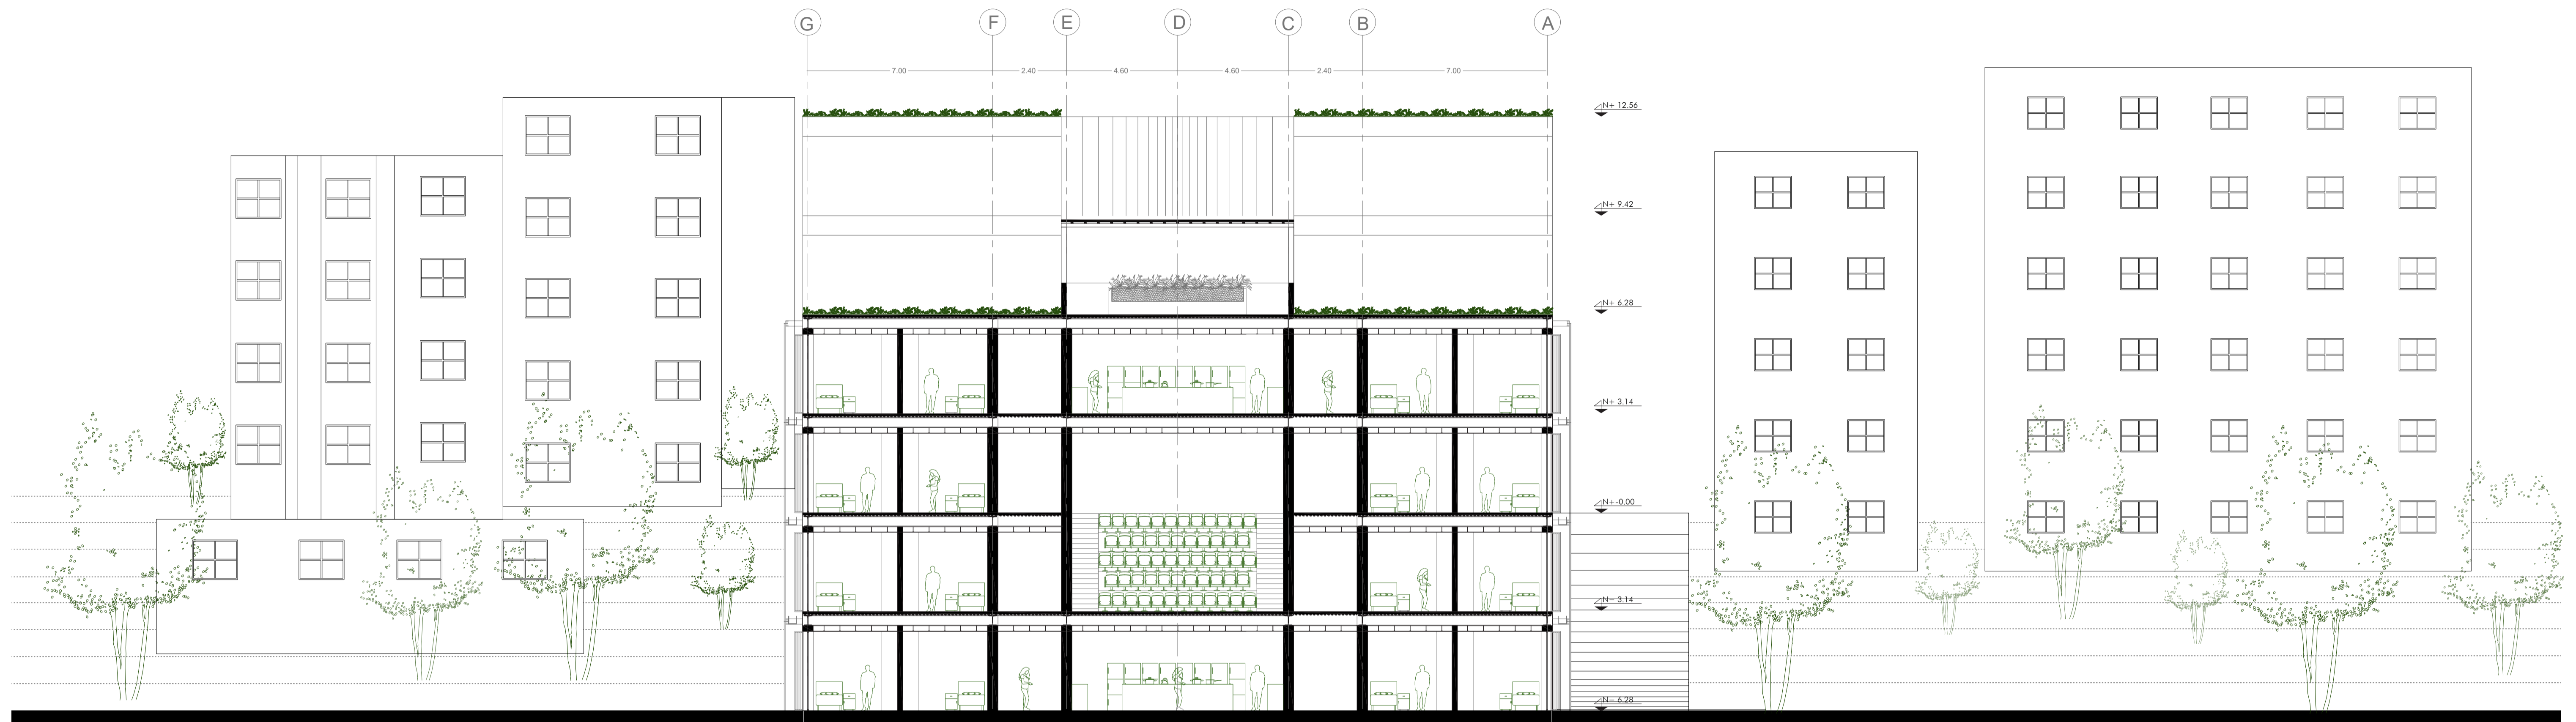 G F E D C B A
7.00 2.40 4.60 4.60 2.40 7.00
N+ 12.56
N+ 9.42
N+ 6.28
N+ 3.14
N+-0.00
N- 3.14
N- 6.28